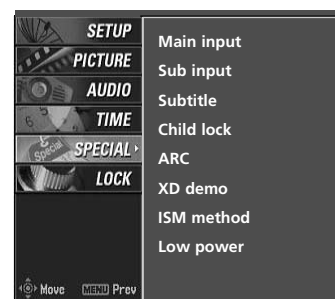 SETUP
PICTURE
AUDIO
TIME
SPECIAL
LOCK
Move MENU Prev
Main input
Sub input
Subtitle
Child lock
ARC
XD demo
ISM method
Low power